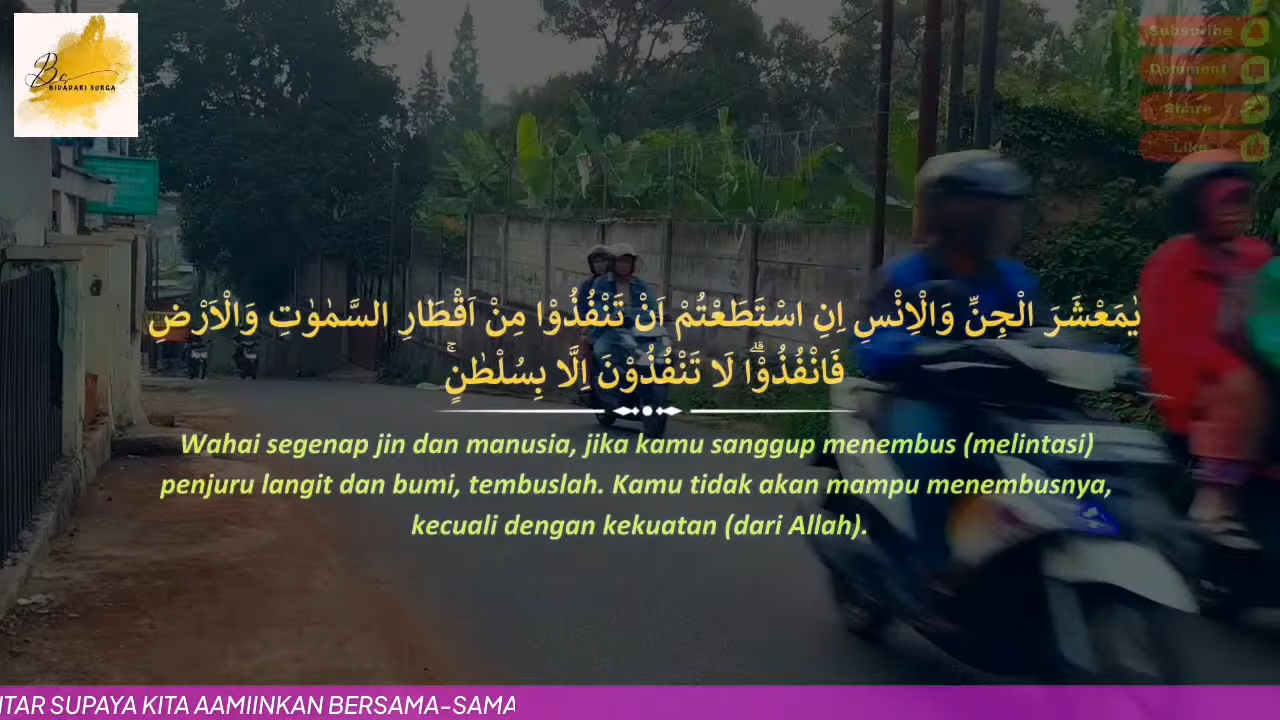 BIDADARI SURGA
Subscribe
Comment
Share
Like
يٰمَعْشَرَ الْجِنِّ وَالْاِنْسِ اِنِ اسْتَطَعْتُمْ اَنْ تَنْفُذُوْا مِنْ اَقْطَارِ السَّمٰوٰتِ وَالْاَرْضِ
فَانْفُذُوْاۗ لَا تَنْفُذُوْنَ اِلَّا بِسُلْطٰنٍۚ
Wahai segenap jin dan manusia, jika kamu sanggup menembus (melintasi)
penjuru langit dan bumi, tembuslah. Kamu tidak akan mampu menembusnya,
kecuali dengan kekuatan (dari Allah).
NTAR SUPAYA KITA AAMIINKAN BERSAMA-SAMA